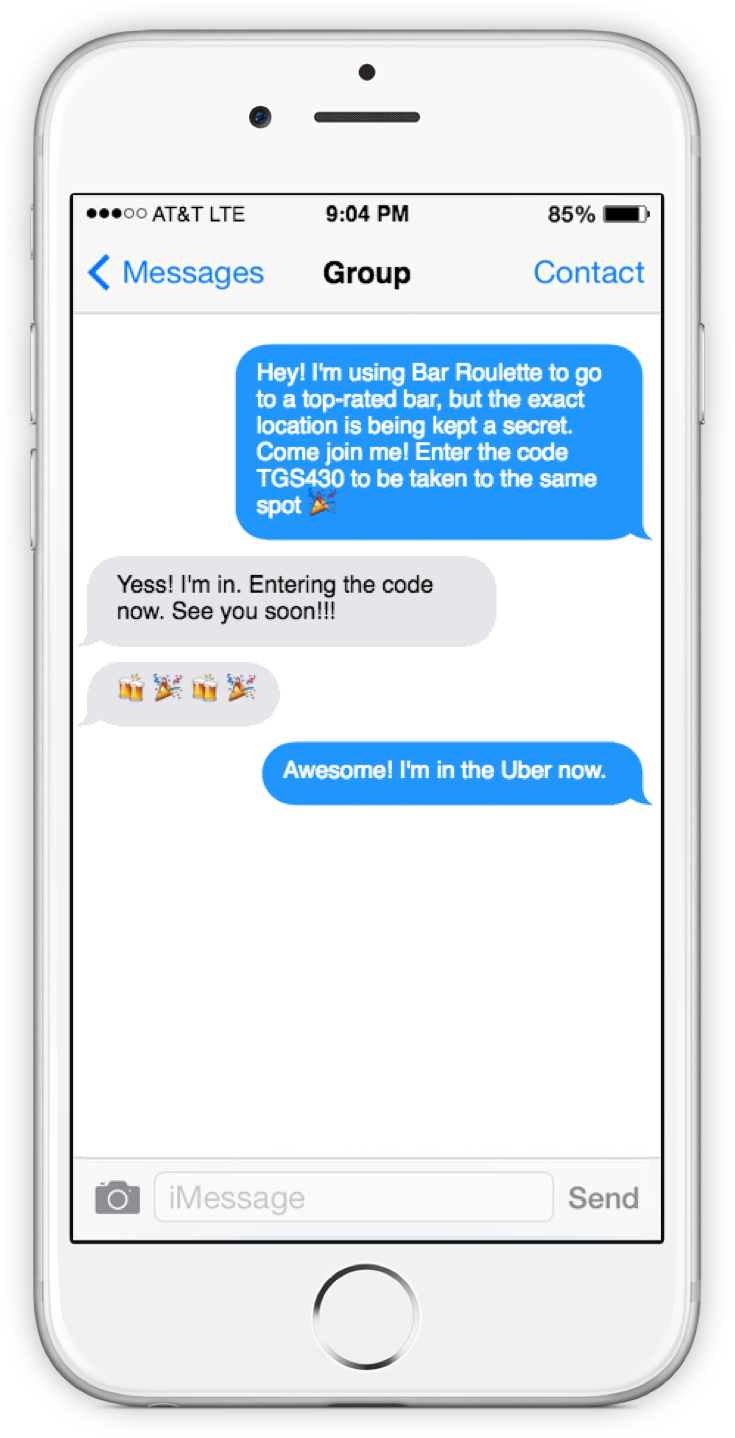 AT&T LTE 9:04 PM 85%
Messages Group Contact
Hey! I'm using Bar Roulette to go
to a top-rated bar, but the exact
location is being kept a secret.
Come join me! Enter the code
TGS430 to be taken to the same
spot 🎉
Yess! I'm in. Entering the code
now. See you soon!!!
🍻 🎉 🍻 🎉
Awesome! I'm in the Uber now.
iMessage Send